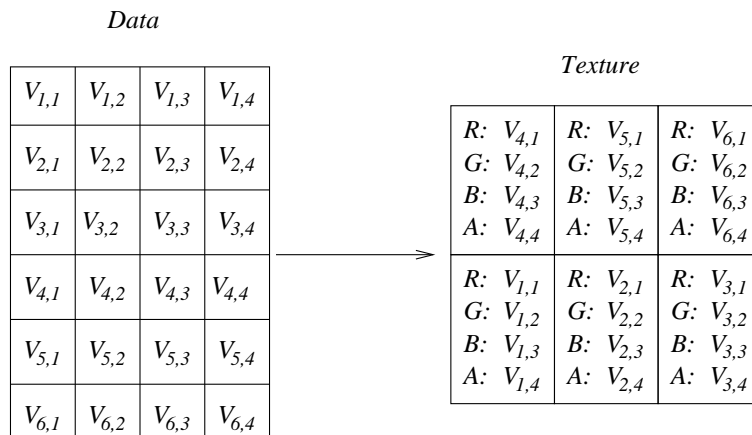 Data
V1,1 V1,2 V1,3 V1,4
V2,1 V2,2 V2,3 V2,4
V3,1 V3,2 V3,3 V3,4
V4,1 V4,2 V4,3 V4,4
V5,1 V5,2 V5,3 V5,4
V6,1 V6,2 V6,3 V6,4
Texture
R: V4,1 R: V5,1 R: V6,1
G: V4,2 G: V5,2 G: V6,2
B: V4,3 B: V5,3 B: V6,3
A: V4,4 A: V5,4 A: V6,4
R: V1,1 R: V2,1 R: V3,1
G: V1,2 G: V2,2 G: V3,2
B: V1,3 B: V2,3 B: V3,3
A: V1,4 A: V2,4 A: V3,4